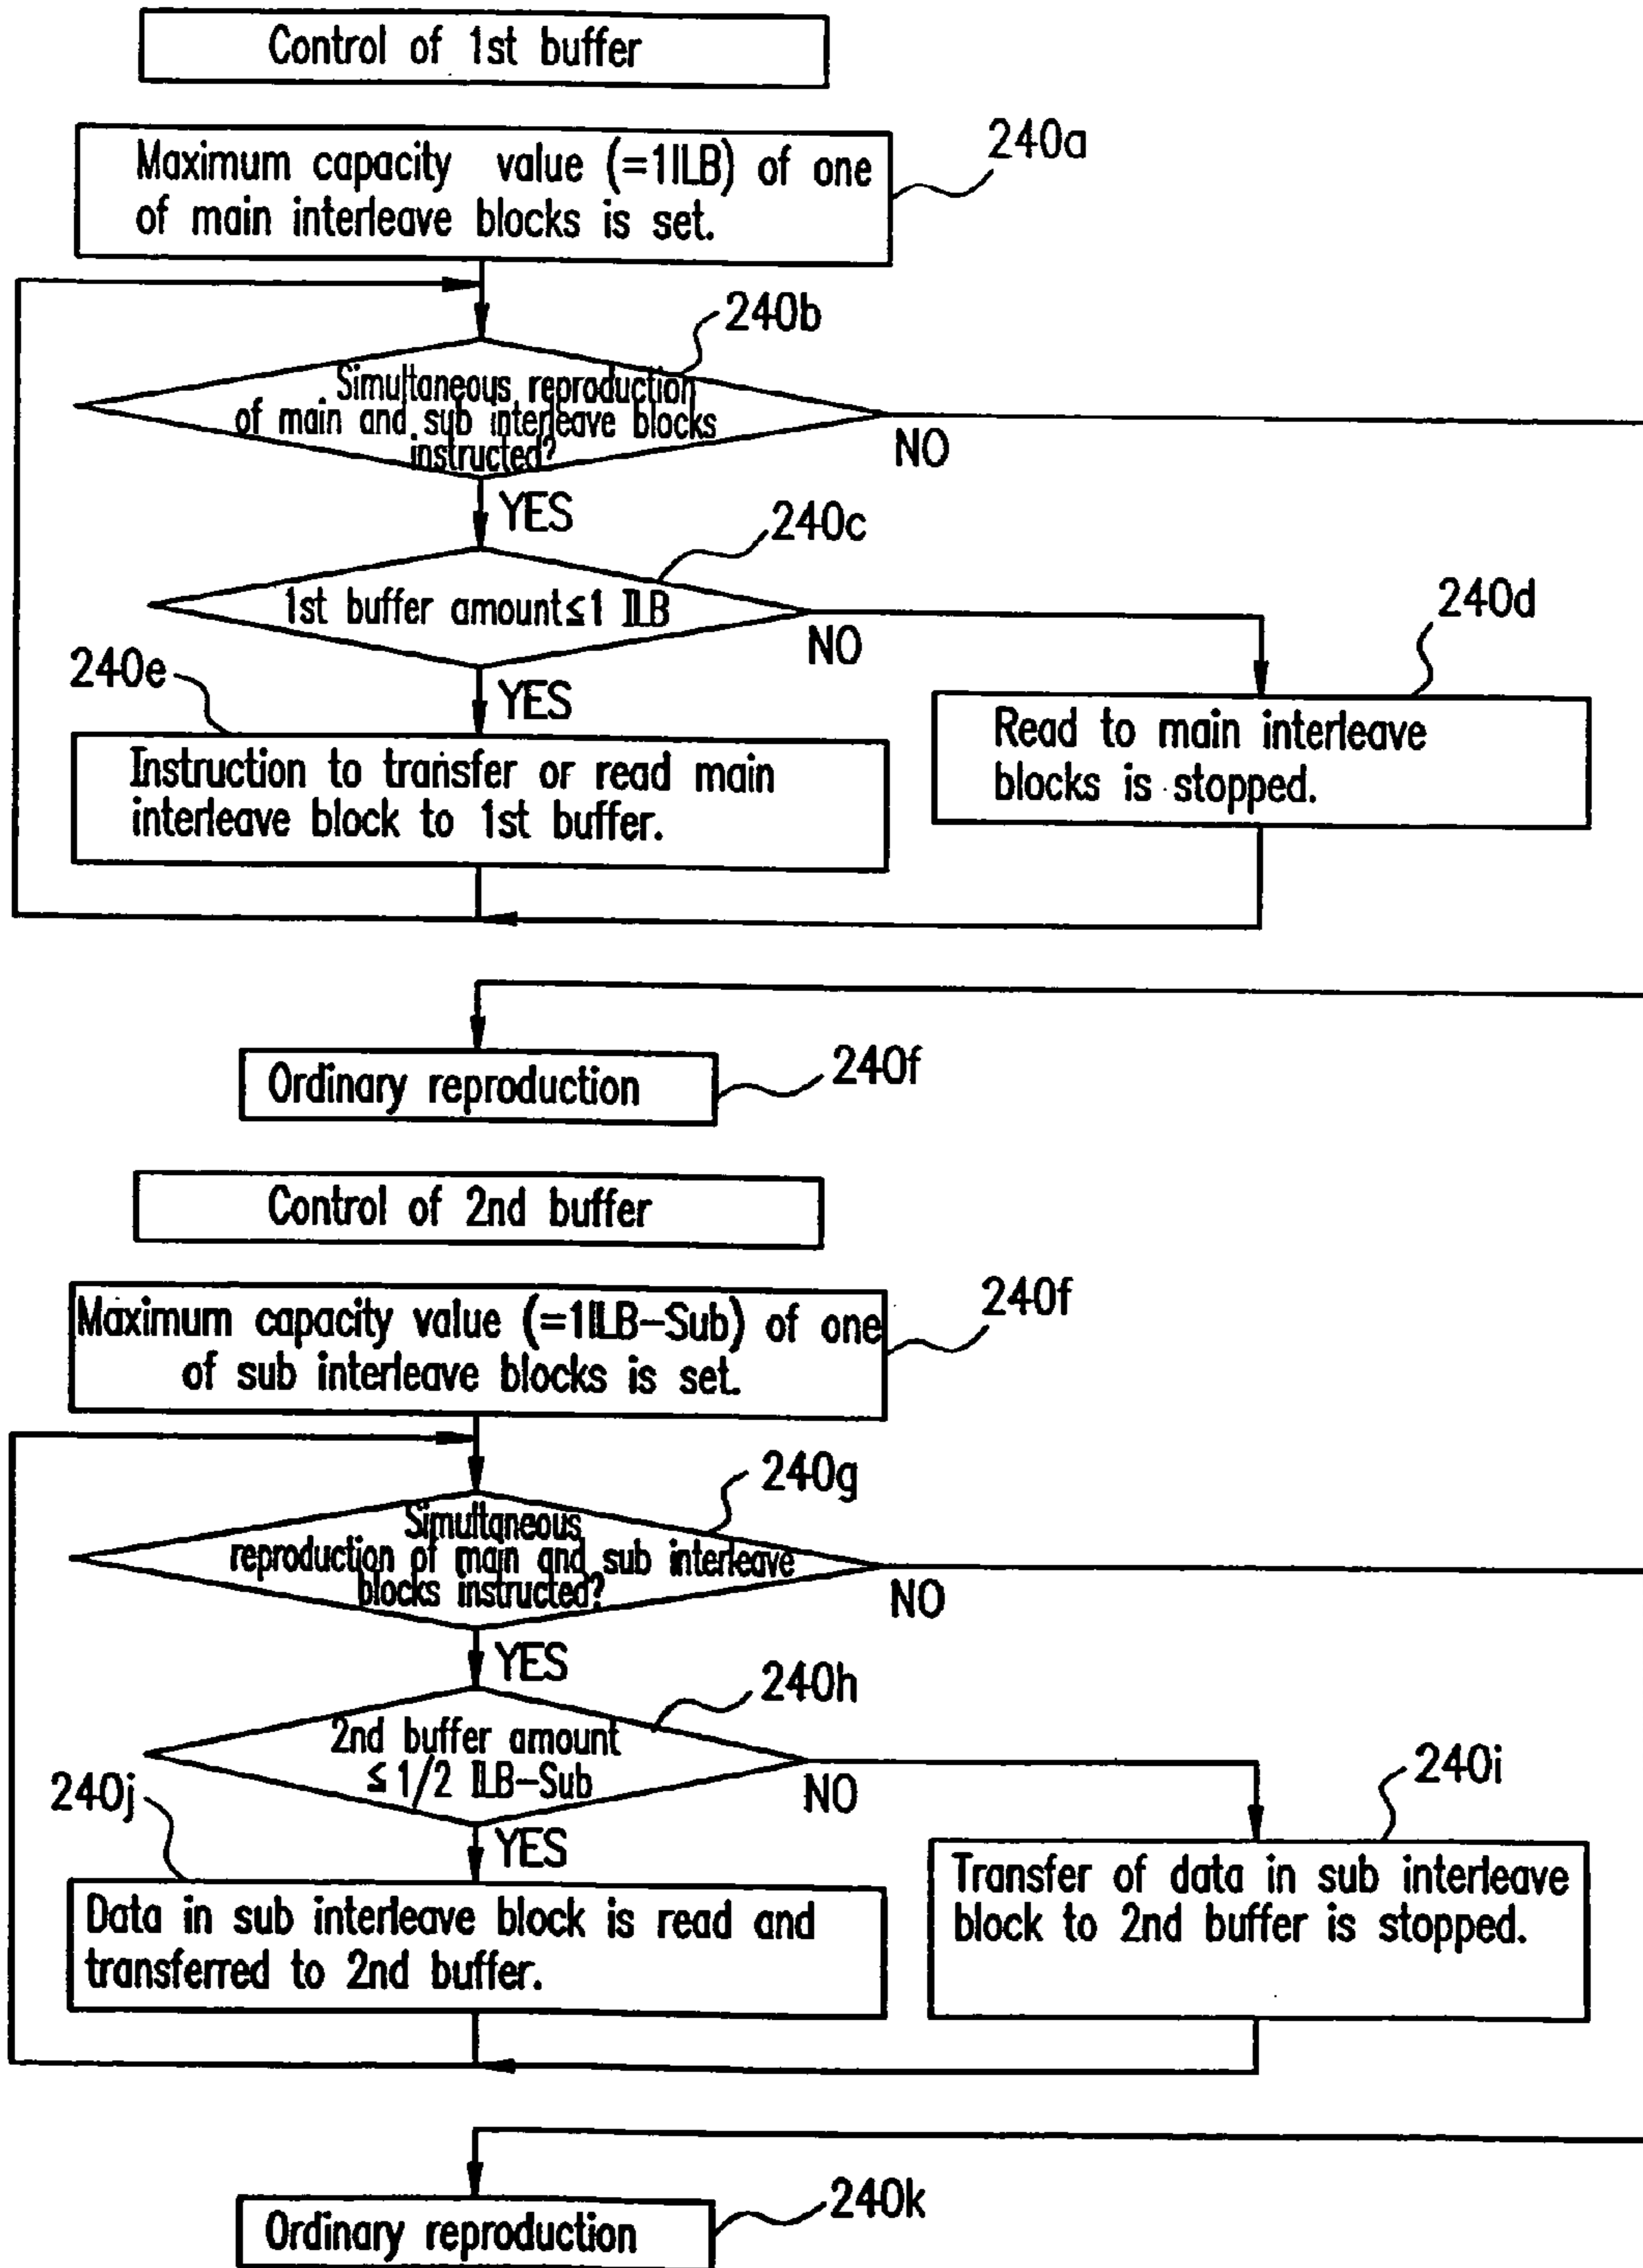 Control of 1st buffer
240a
Maximum capacity value (=1ILB) of one
of main interleave blocks is set.
240b
Simultaneous reproduction
of main and sub interleave blocks
instructed?
NO
YES
240c
1st buffer amount≤1 ILB
NO
240d
240e
YES
Read to main interleave
blocks is stopped.
Instruction to transfer or read main
interleave block to 1st buffer.
Ordinary reproduction
240f
Control of 2nd buffer
240f
Maximum capacity value (=1ILB-Sub) of one
of sub interleave blocks is set.
240g
Simultaneous
reproduction of main and sub interleave
blocks instructed?
NO
YES
240h
2nd buffer amount
≤ 1/2 ILB-Sub
NO
240i
240j
YES
Transfer of data in sub interleave
block to 2nd buffer is stopped.
Data in sub interleave block is read and
transferred to 2nd buffer.
240k
Ordinary reproduction